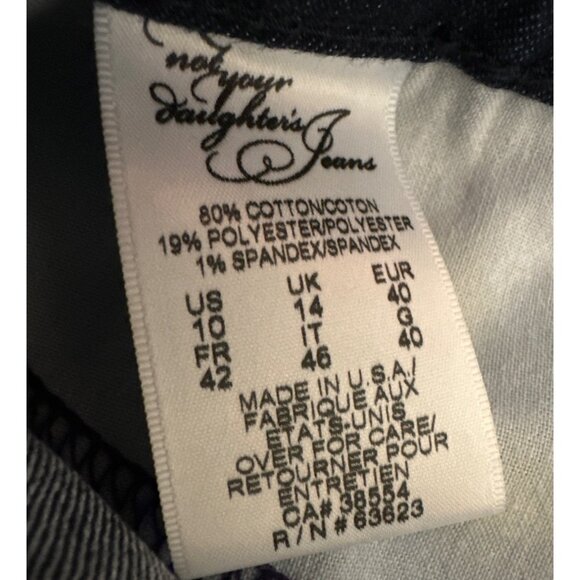 not your
daughter's
Jeans
80% COTTON/COTON
19% POLYESTER/POLYESTER
1% SPANDEX/SPANDEX
US UK EUR
10 14 40
FR IT G
42 46 40
MADE IN U.S.A./
FABRIQUE AUX
ETATS-UNIS
OVER FOR CARE/
RETOURNER POUR
ENTRETIEN
CA# 38554
R/N # 63623